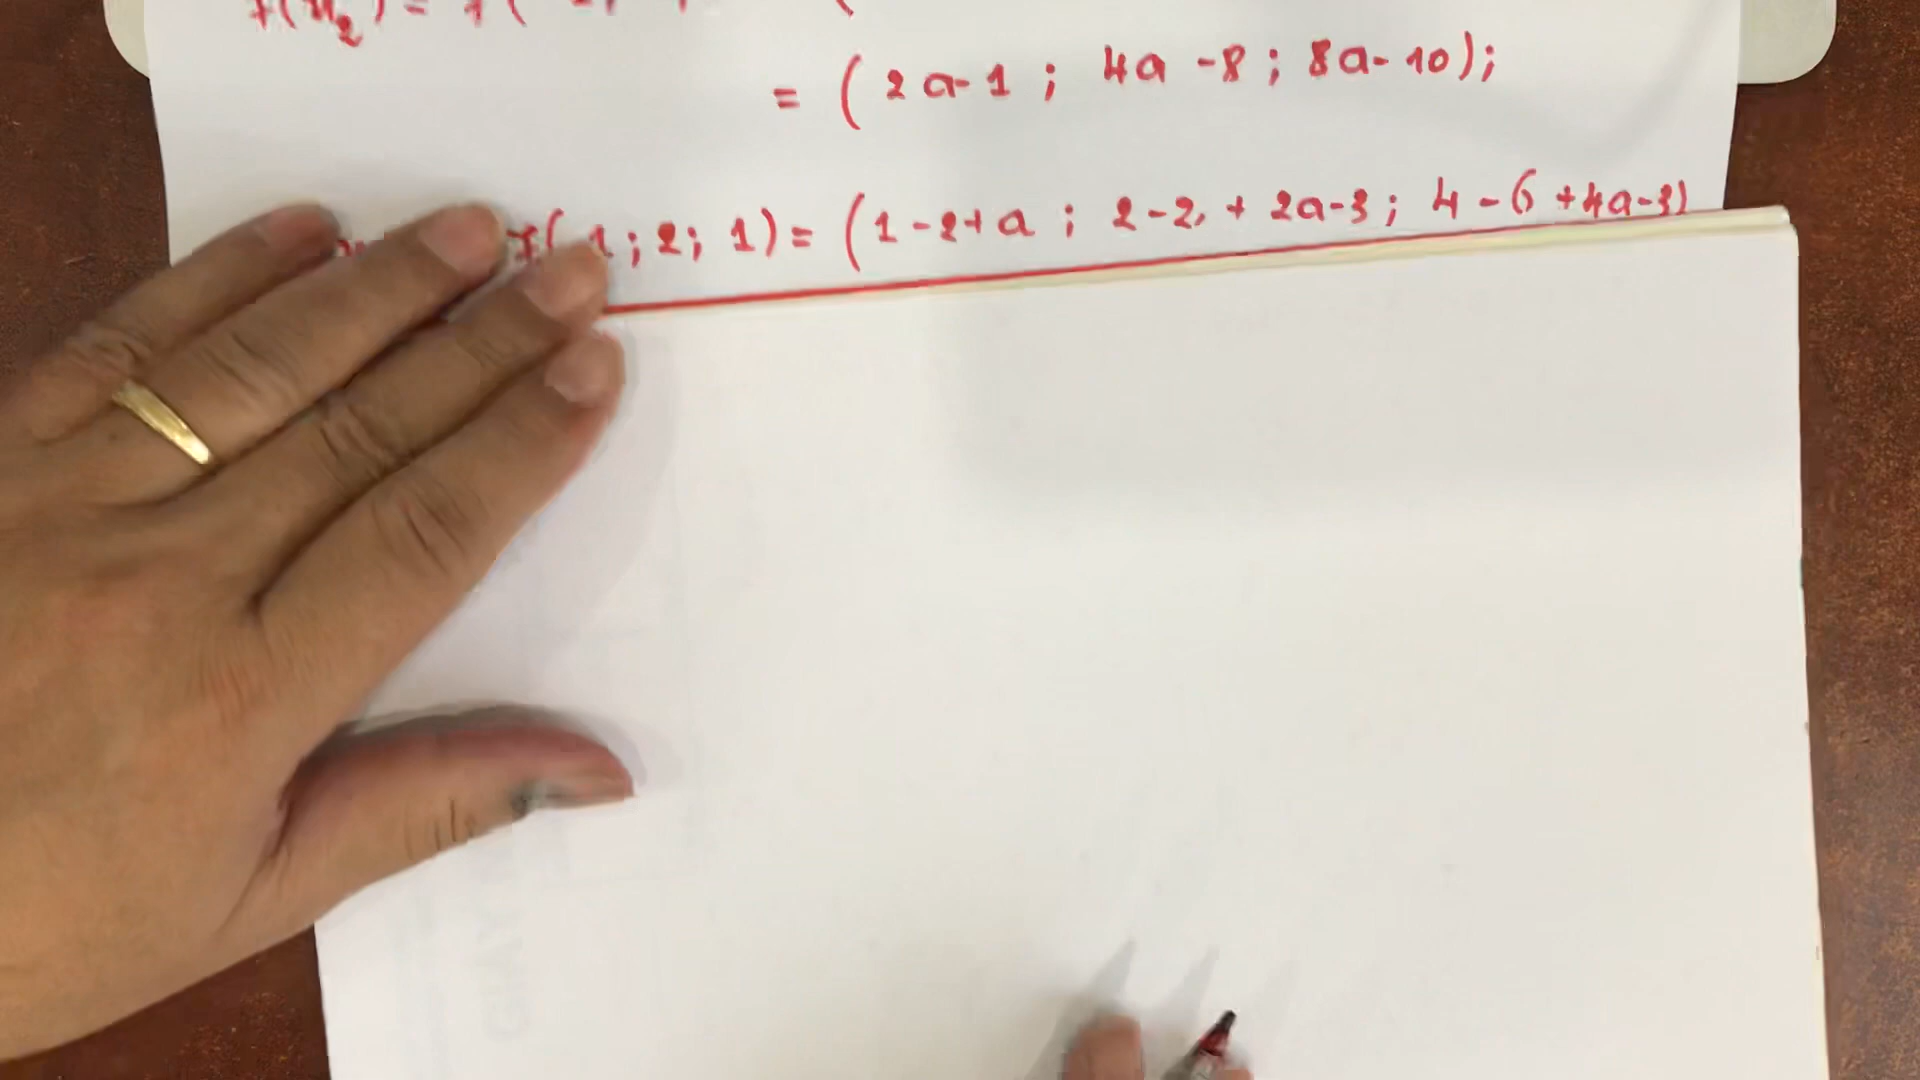 = ( 2a-1 ; 4a -8 ; 8a- 10);
f( 1 ; 2; 1) = (1-2+a ; 2-2 + 2a-3; 4-6 +4a-3)